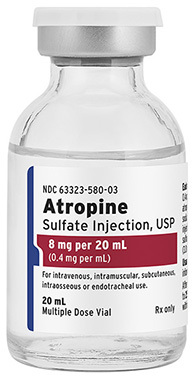 NDC 63323-580-03
Atropine
Sulfate Injection, USP
8 mg per 20 mL
(0.4 mg per mL)
For intravenous, intramuscular, subcutaneous,
intraosseous or endotracheal use.
20 mL
Rx only
Multiple Dose Vial